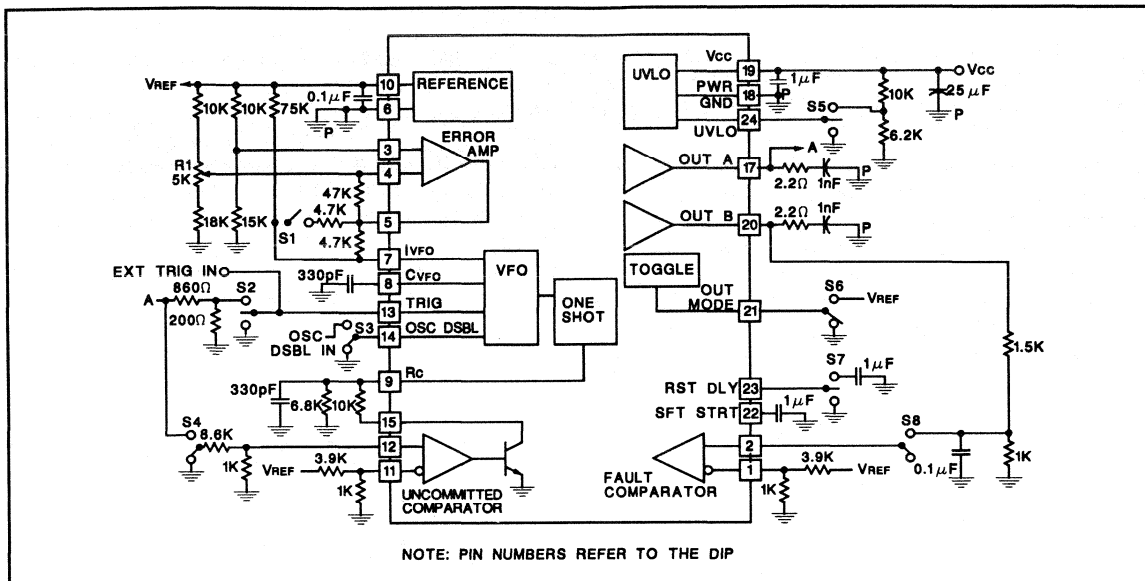 VREF
10K
10K
75K
0.1μF
10
6
REFERENCE
P
R1
5K
18K
15K
3
4
5
ERROR
AMP
47K
4.7K
4.7K
S1
7
IVFO
8
CVFO
330pF
VFO
ONE
SHOT
EXT TRIG IN
A
860Ω
200Ω
S2
13
TRIG
OSC
DSBL IN
S3
14
OSC DSBL
9
RC
330pF
6.8K
10K
15
S4
8.6K
1K
12
VREF
3.9K
1K
11
UNCOMMITTED
COMPARATOR
UVLO
VCC
19
1μF
VCC
PWR
GND
18
P
10K
25 μF
P
24
UVLO
S5
6.2K
A
OUT A
17
2.2Ω
1nF
P
OUT B
20
2.2Ω
1nF
P
TOGGLE
OUT
MODE
21
S6
VREF
1.5K
S7
1μF
RST DLY
23
SFT STRT
22
1μF
2
S8
0.1μF
1K
1
3.9K
VREF
1K
FAULT
COMPARATOR
NOTE: PIN NUMBERS REFER TO THE DIP